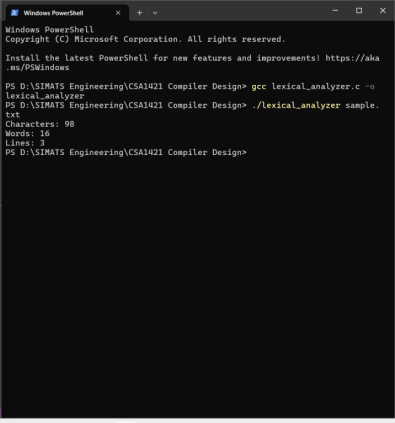 Windows PowerShell
Windows PowerShell
Copyright (C) Microsoft Corporation. All rights reserved.
Install the latest PowerShell for new features and improvements! https://aka
.ms/PSWindows
PS D:\SIMATS Engineering\CSA1421 Compiler Design> gcc lexical_analyzer.c -o
lexical_analyzer
PS D:\SIMATS Engineering\CSA1421 Compiler Design> ./lexical_analyzer sample.
txt
Characters: 98
Words: 16
Lines: 3
PS D:\SIMATS Engineering\CSA1421 Compiler Design>